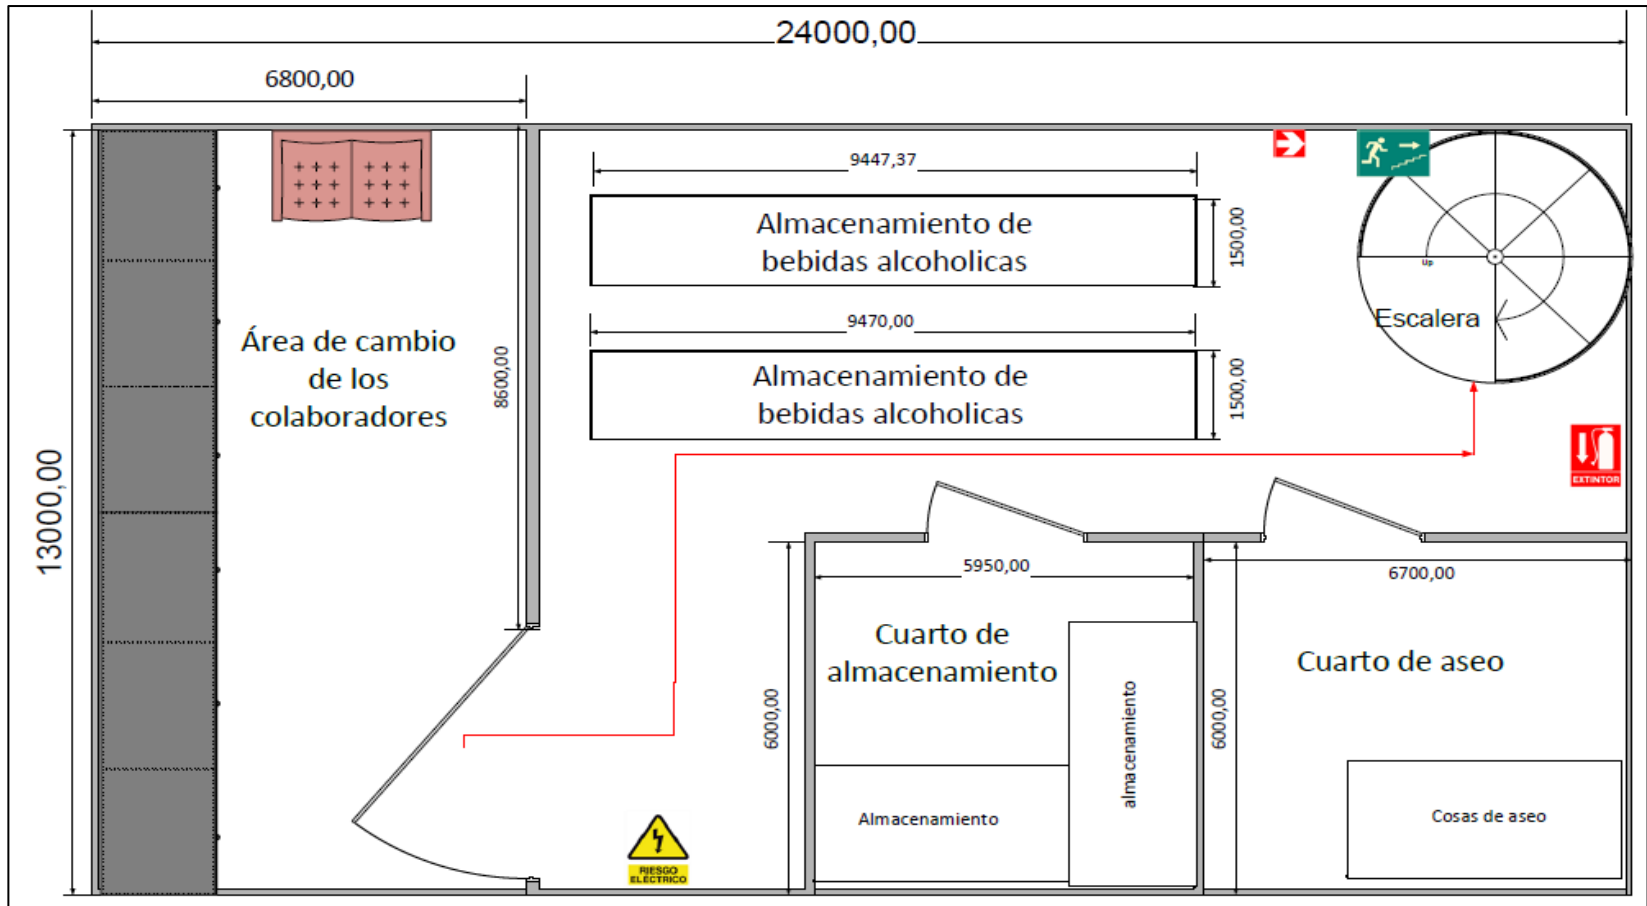 24000,00
6800,00
9447,37
Almacenamiento de
bebidas alcoholicas
1500,00
Up
Escalera
9470,00
Almacenamiento de
bebidas alcoholicas
1500,00
Área de cambio
de los
colaboradores
8600,00
13000,00
EXTINTOR
5950,00
6700,00
Cuarto de
almacenamiento
Cuarto de aseo
6000,00
6000,00
almacenamiento
Almacenamiento
Cosas de aseo
RIESGO
ELÉCTRICO